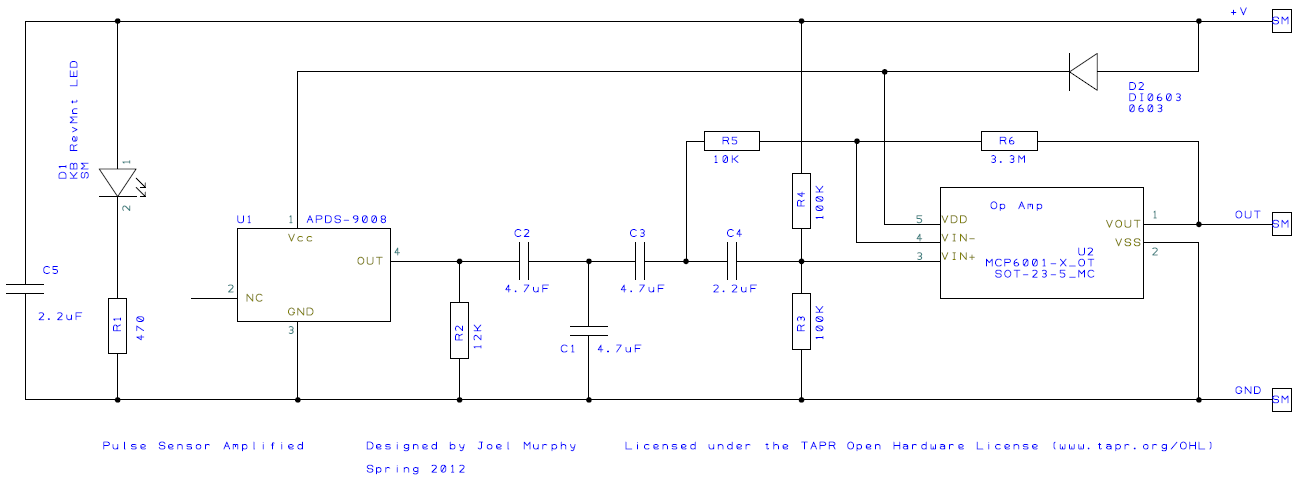 +V
SM
D1
KB RevMnt LED
SM
1
2
D2
DI0603
0603
R5
10K
R6
3.3M
R4
100K
Op Amp
U1
1
APDS-9008
Vcc
OUT
4
2
NC
GND
3
5
VDD
4
VIN-
3
VIN+
VOUT
1
VSS
2
U2
MCP6001-X_OT
SOT-23-5_MC
OUT
SM
C5
2.2uF
R1
470
C2
4.7uF
C3
4.7uF
C4
2.2uF
R2
12K
C1
4.7uF
R3
100K
GND
SM
Pulse Sensor Amplified
Designed by Joel Murphy
Spring 2012
Licensed under the TAPR Open Hardware License (www.tapr.org/OHL)